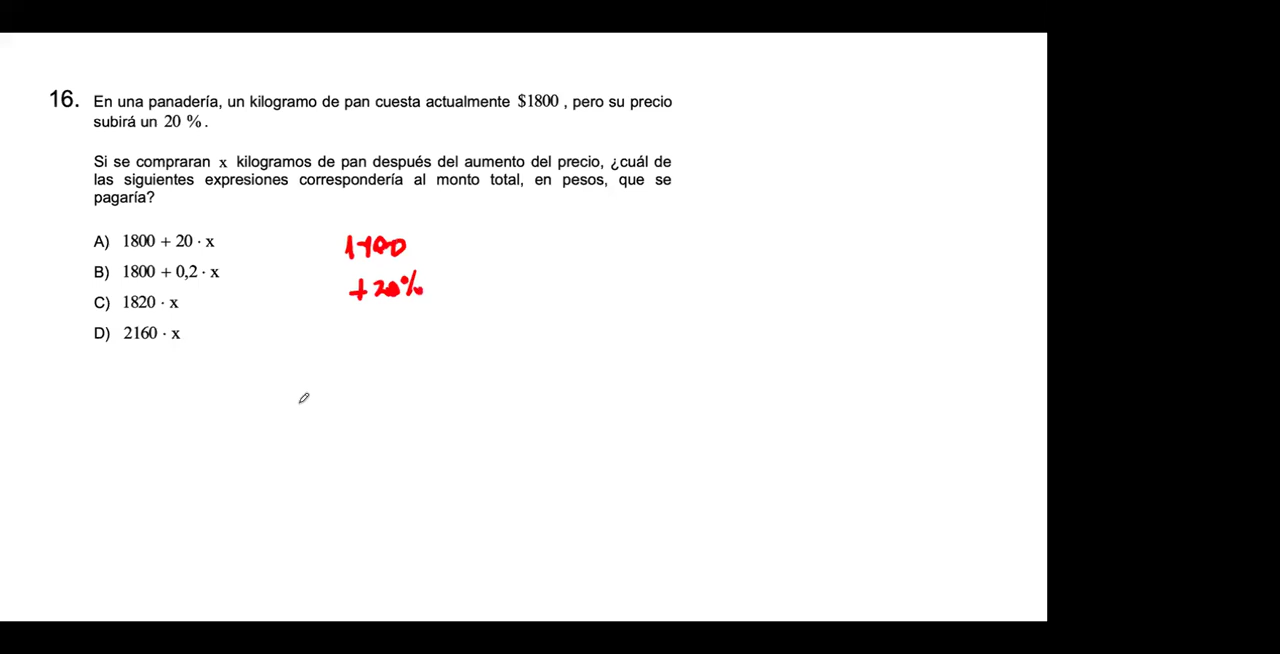 16. En una panadería, un kilogramo de pan cuesta actualmente $1800 , pero su precio
subirá un 20 % .
Si se compraran x kilogramos de pan después del aumento del precio, ¿cuál de
las siguientes expresiones correspondería al monto total, en pesos, que se
pagaría?
A) 1800 + 20 · x
B) 1800 + 0,2 · x
C) 1820 · x
D) 2160 · x
+20%